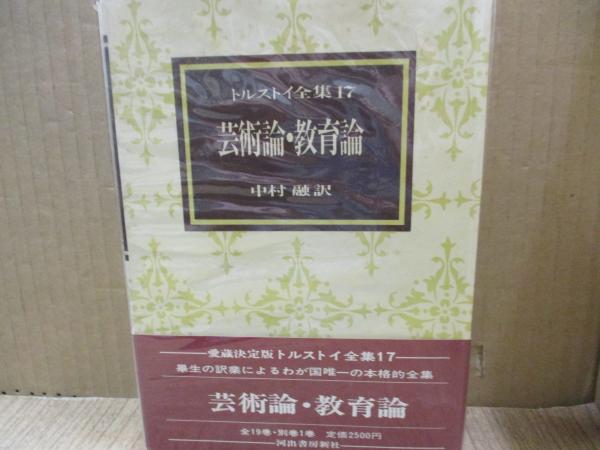 トルストイ全集17
芸術論・教育論
中村 融 訳
愛蔵決定版トルストイ全集17
畢生の訳業によるわが国唯一の本格的全集
芸術論・教育論
全19巻・別巻1巻 定価2500円
河出書房新社